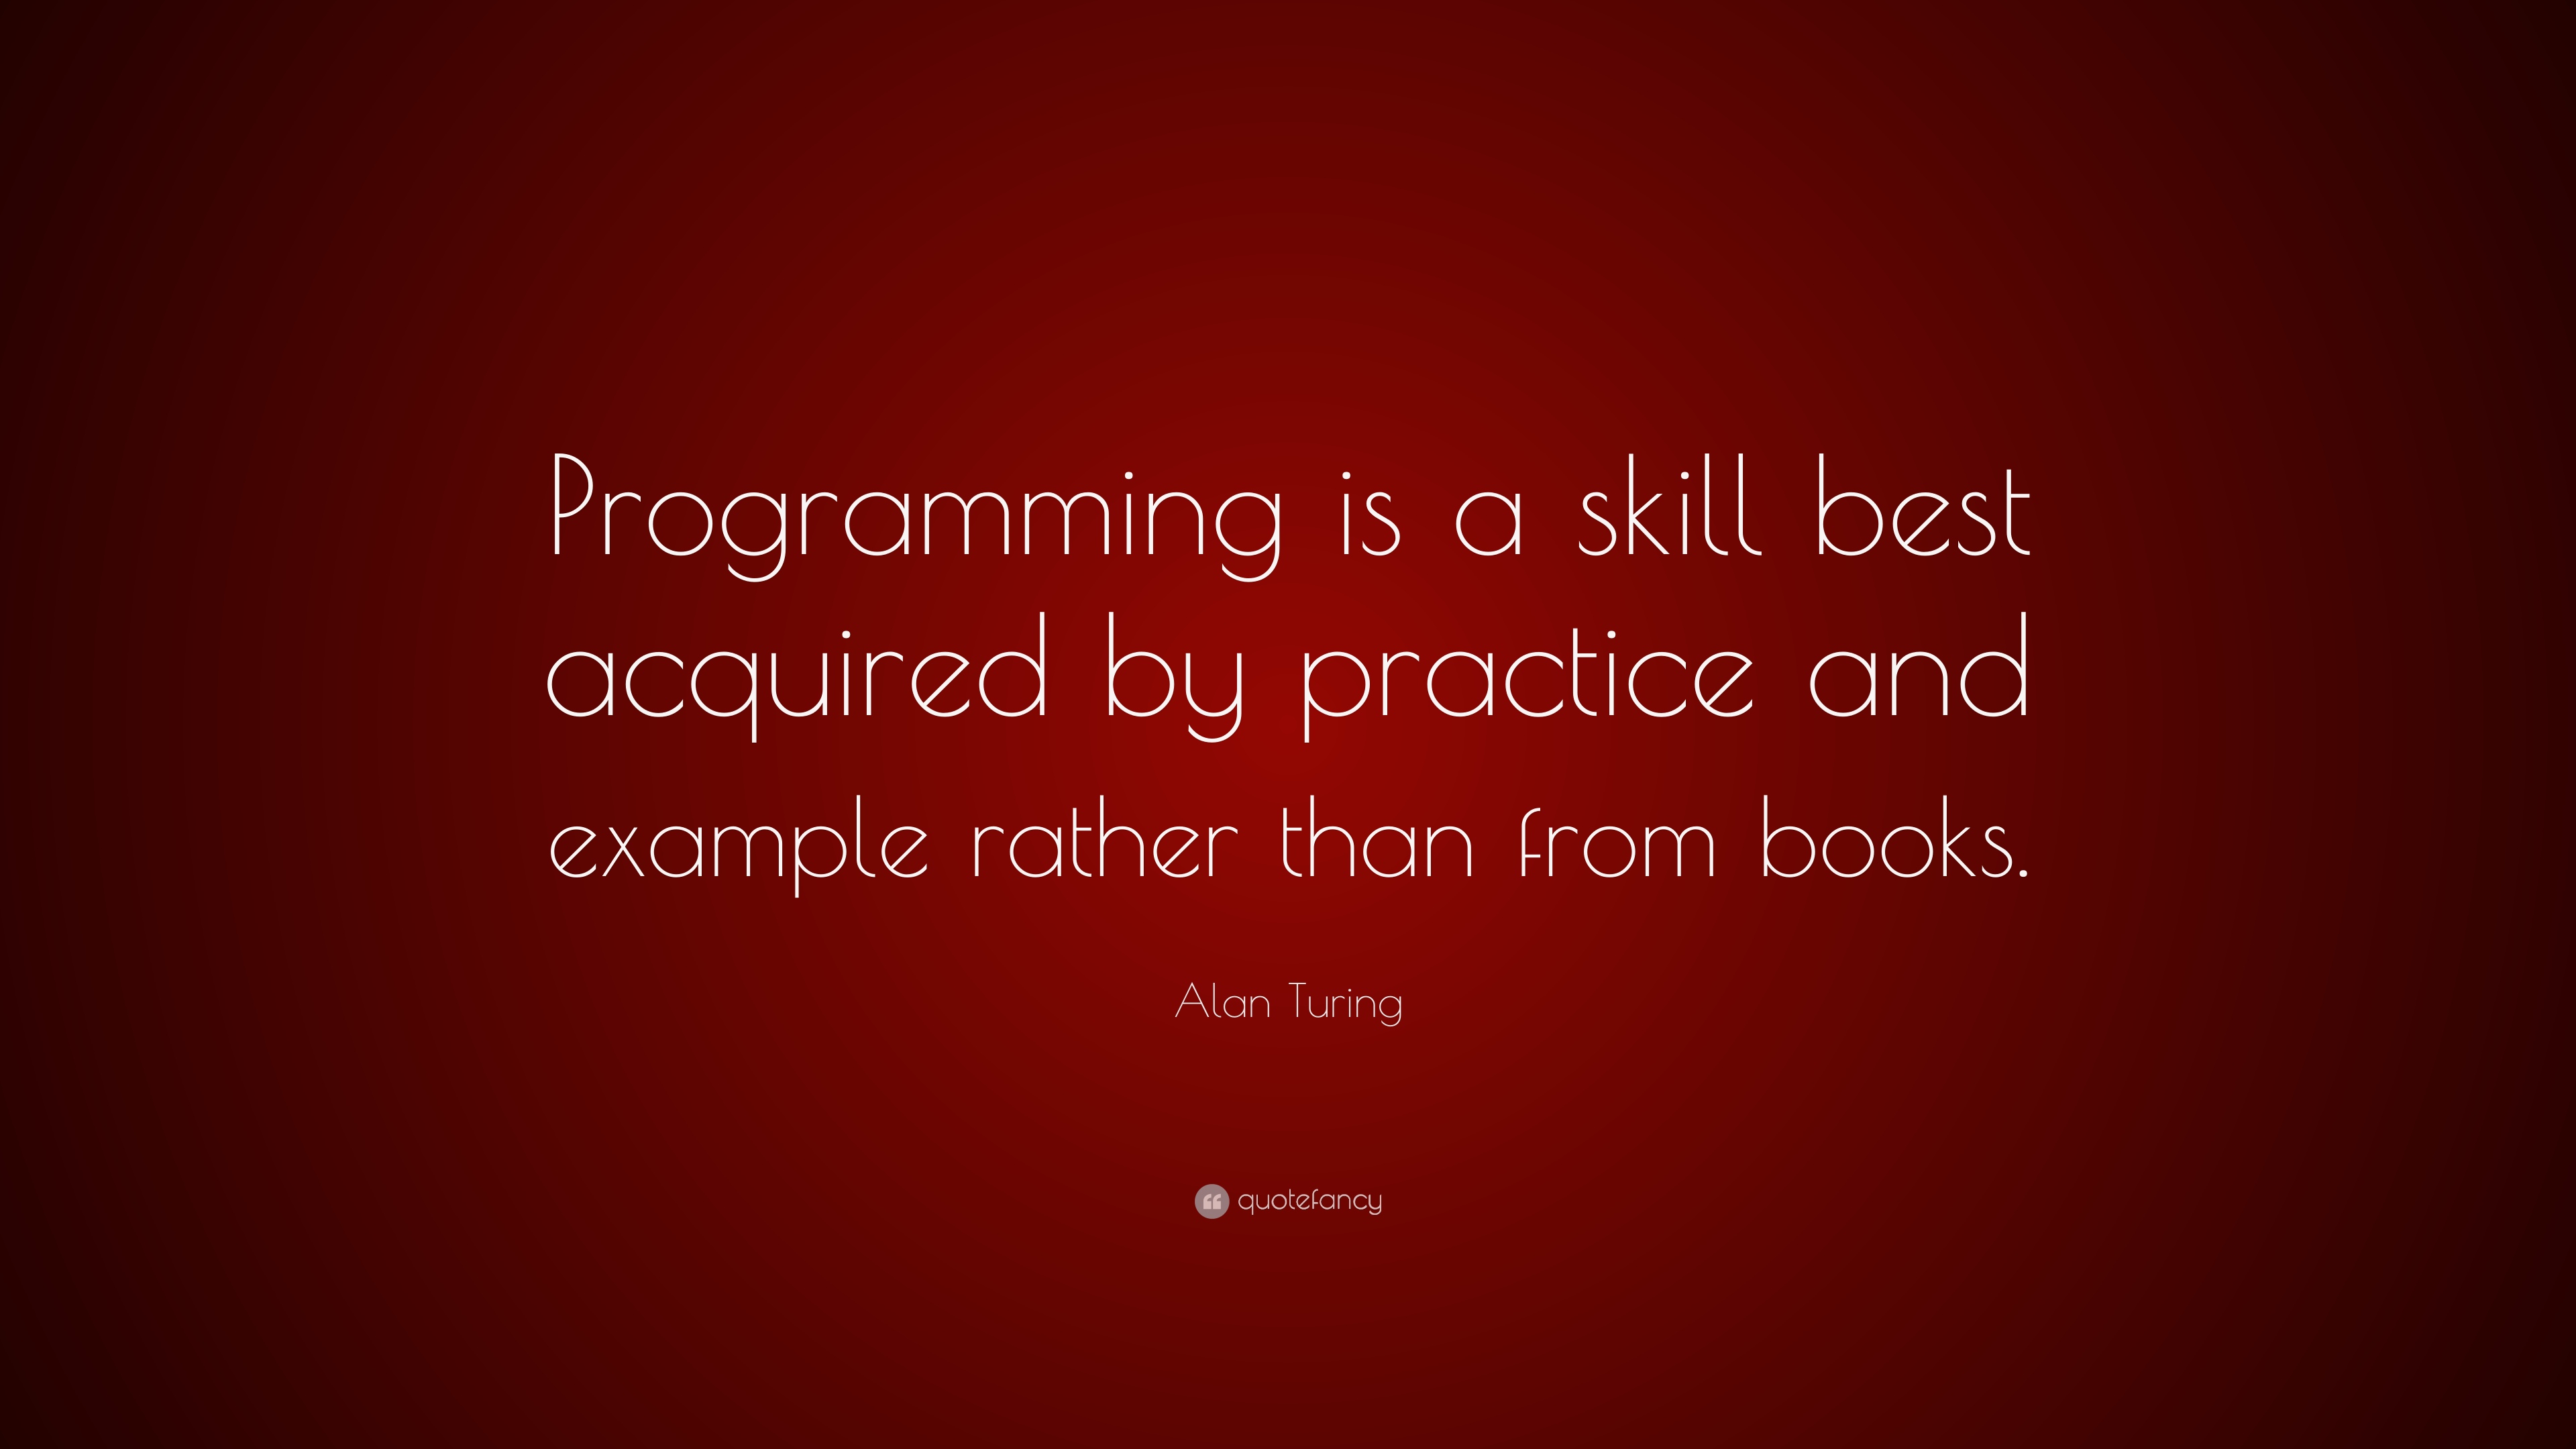 Programming is a skill best
acquired by practice and
example rather than from books.
Alan Turing
quotefancy